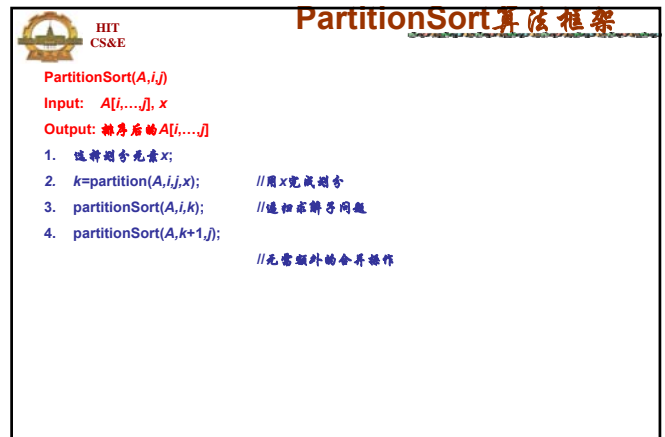 HIT
CS&E
PartitionSort算法框架
PartitionSort(A,i,j)
Input: A[i,…,j], x
Output: 排序后的A[i,…,j]
1. 选择划分元素x;
2. k=partition(A,i,j,x); //用x完成划分
3. partitionSort(A,i,k); //递归求解子问题
4. partitionSort(A,k+1,j);
//无需额外的合并操作